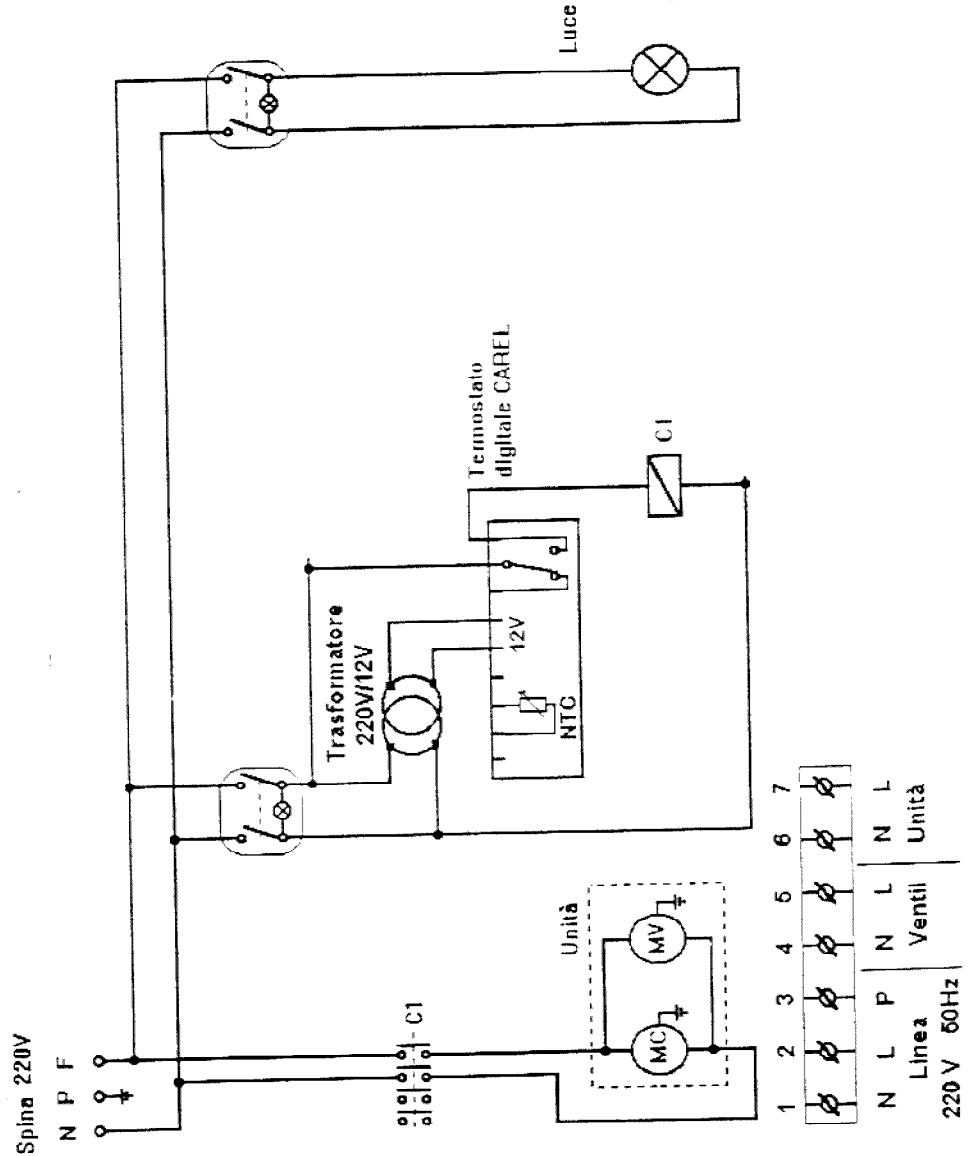 Spina 220V
N P F
Luce
Termostato
digitale CAREL
C1
Trasformatore
220V/12V
12V
NTC
C1
Unità
MC
MV
1 2 3 4 5 6 7
N L P N L N L
Linea Ventil Unità
220 V 50Hz